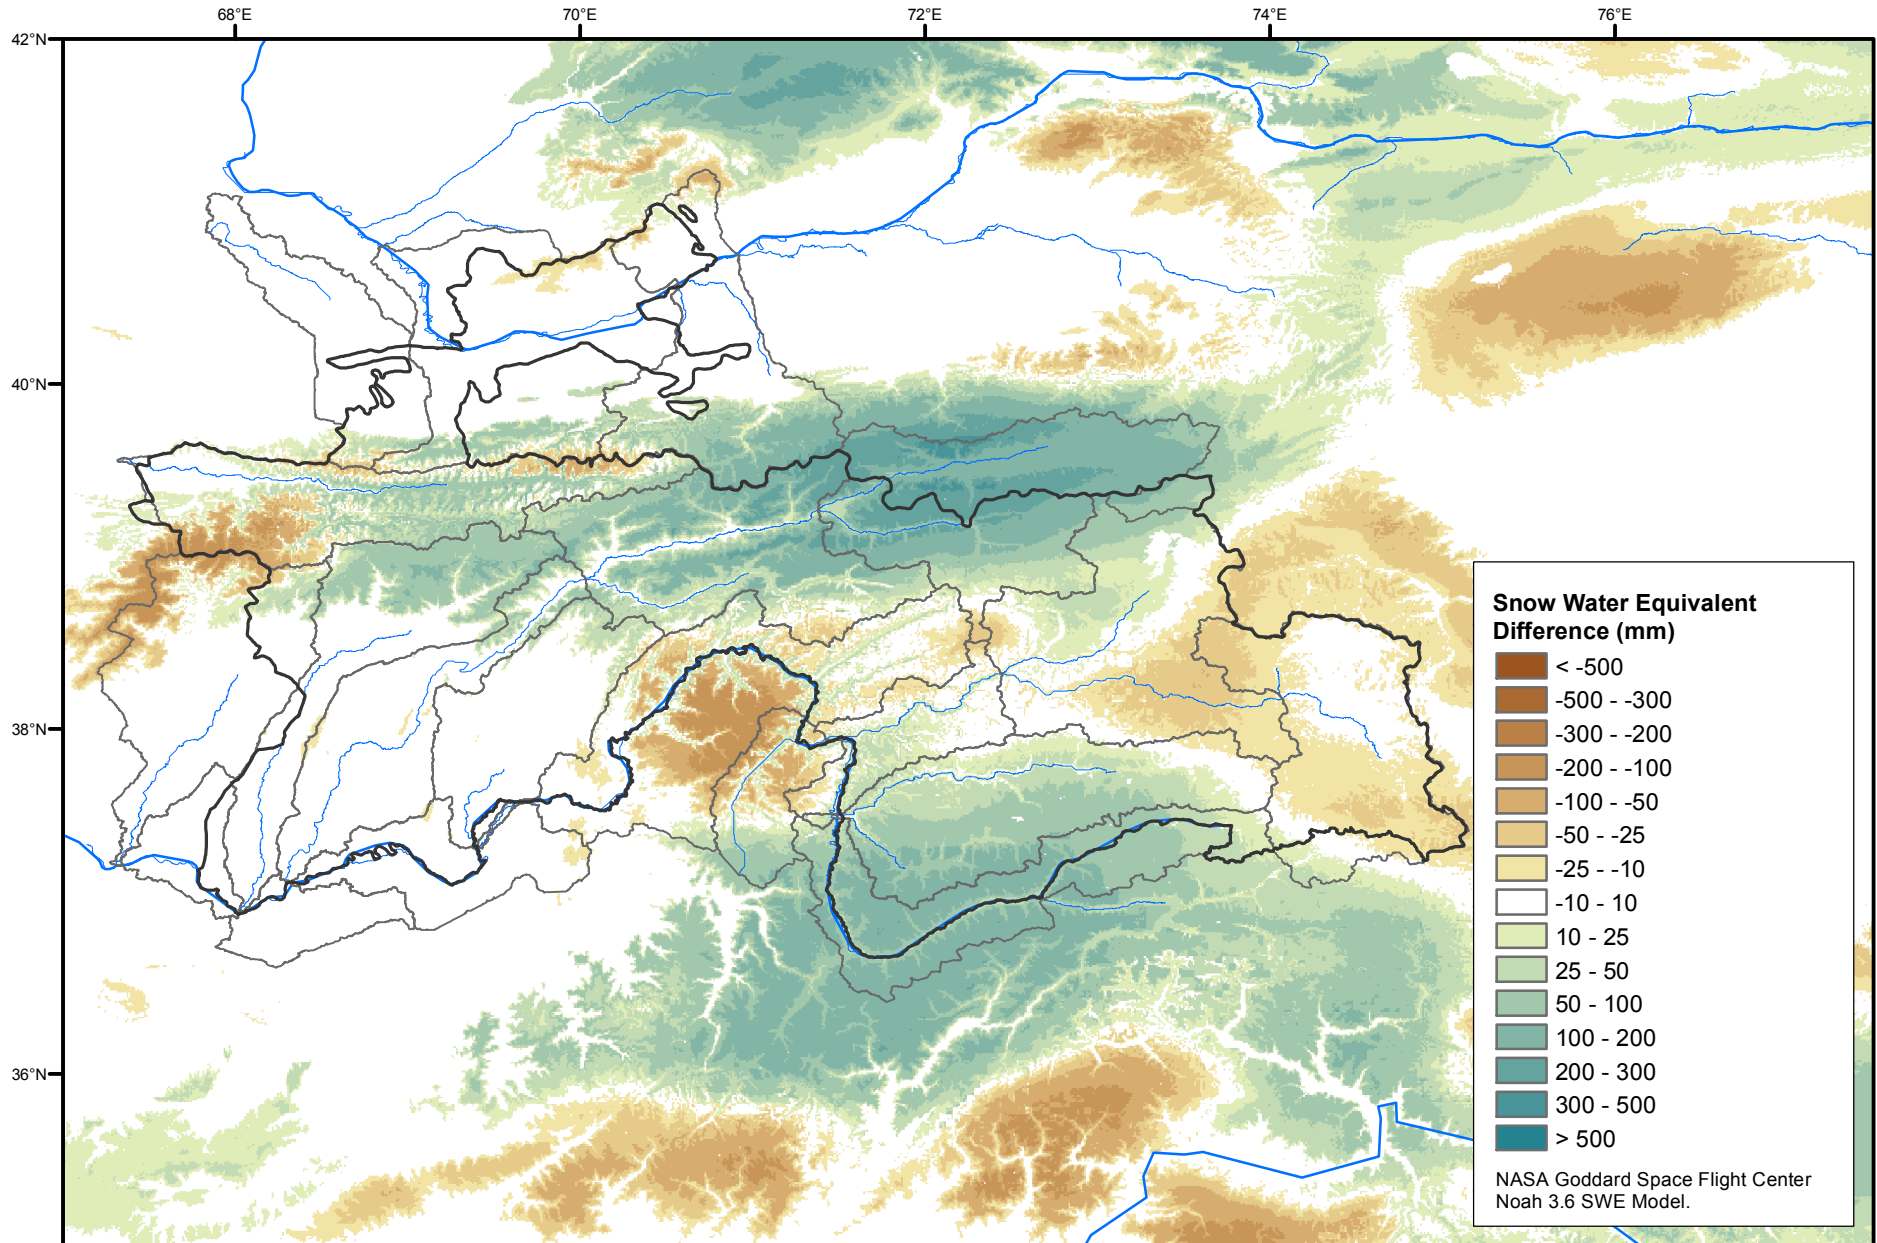 68°E
70°E
72°E
74°E
76°E
42°N
40°N
38°N
36°N
Snow Water Equivalent
Difference (mm)
< -500
-500 - -300
-300 - -200
-200 - -100
-100 - -50
-50 - -25
-25 - -10
-10 - 10
10 - 25
25 - 50
50 - 100
100 - 200
200 - 300
300 - 500
> 500
NASA Goddard Space Flight Center
Noah 3.6 SWE Model.